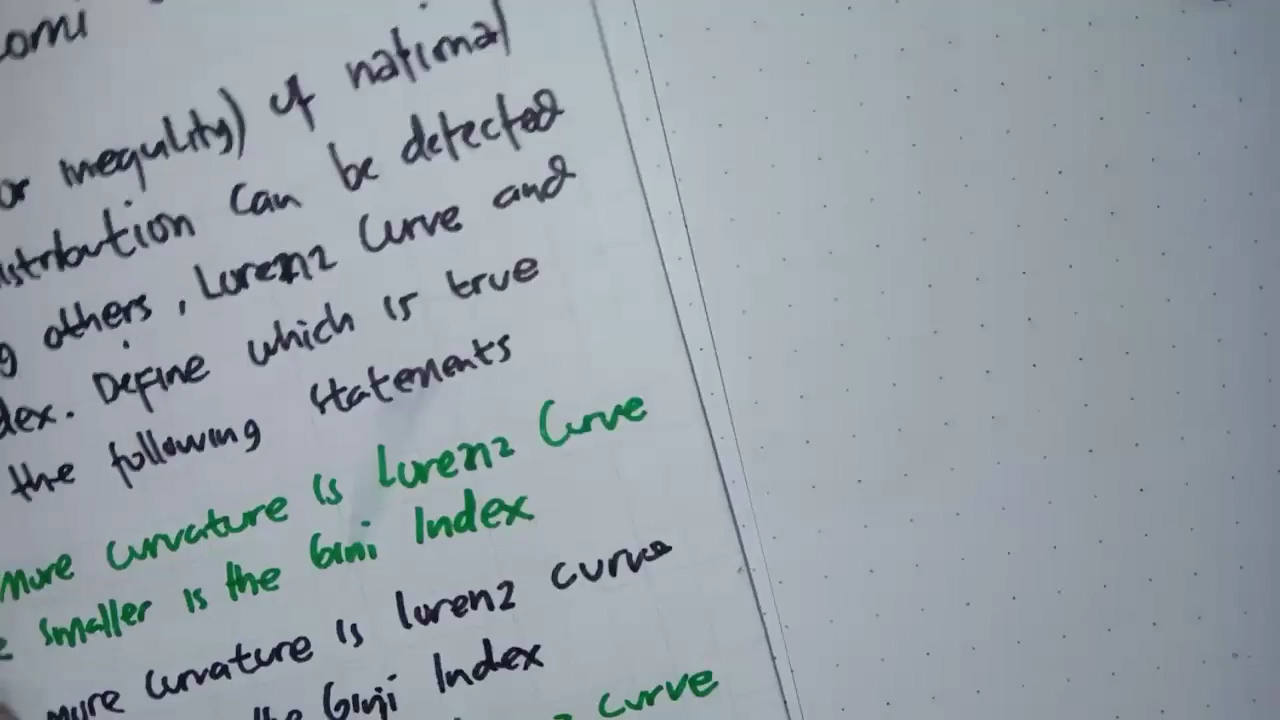 or inequlity) of national
istribution can be detected
g others, Lorenz Curve and
dex. Define which is true
the following statements
more curvature is Lorenz Curve
smaller is the Gini Index
more curvature is lorenz curve
the Gini Index
curve